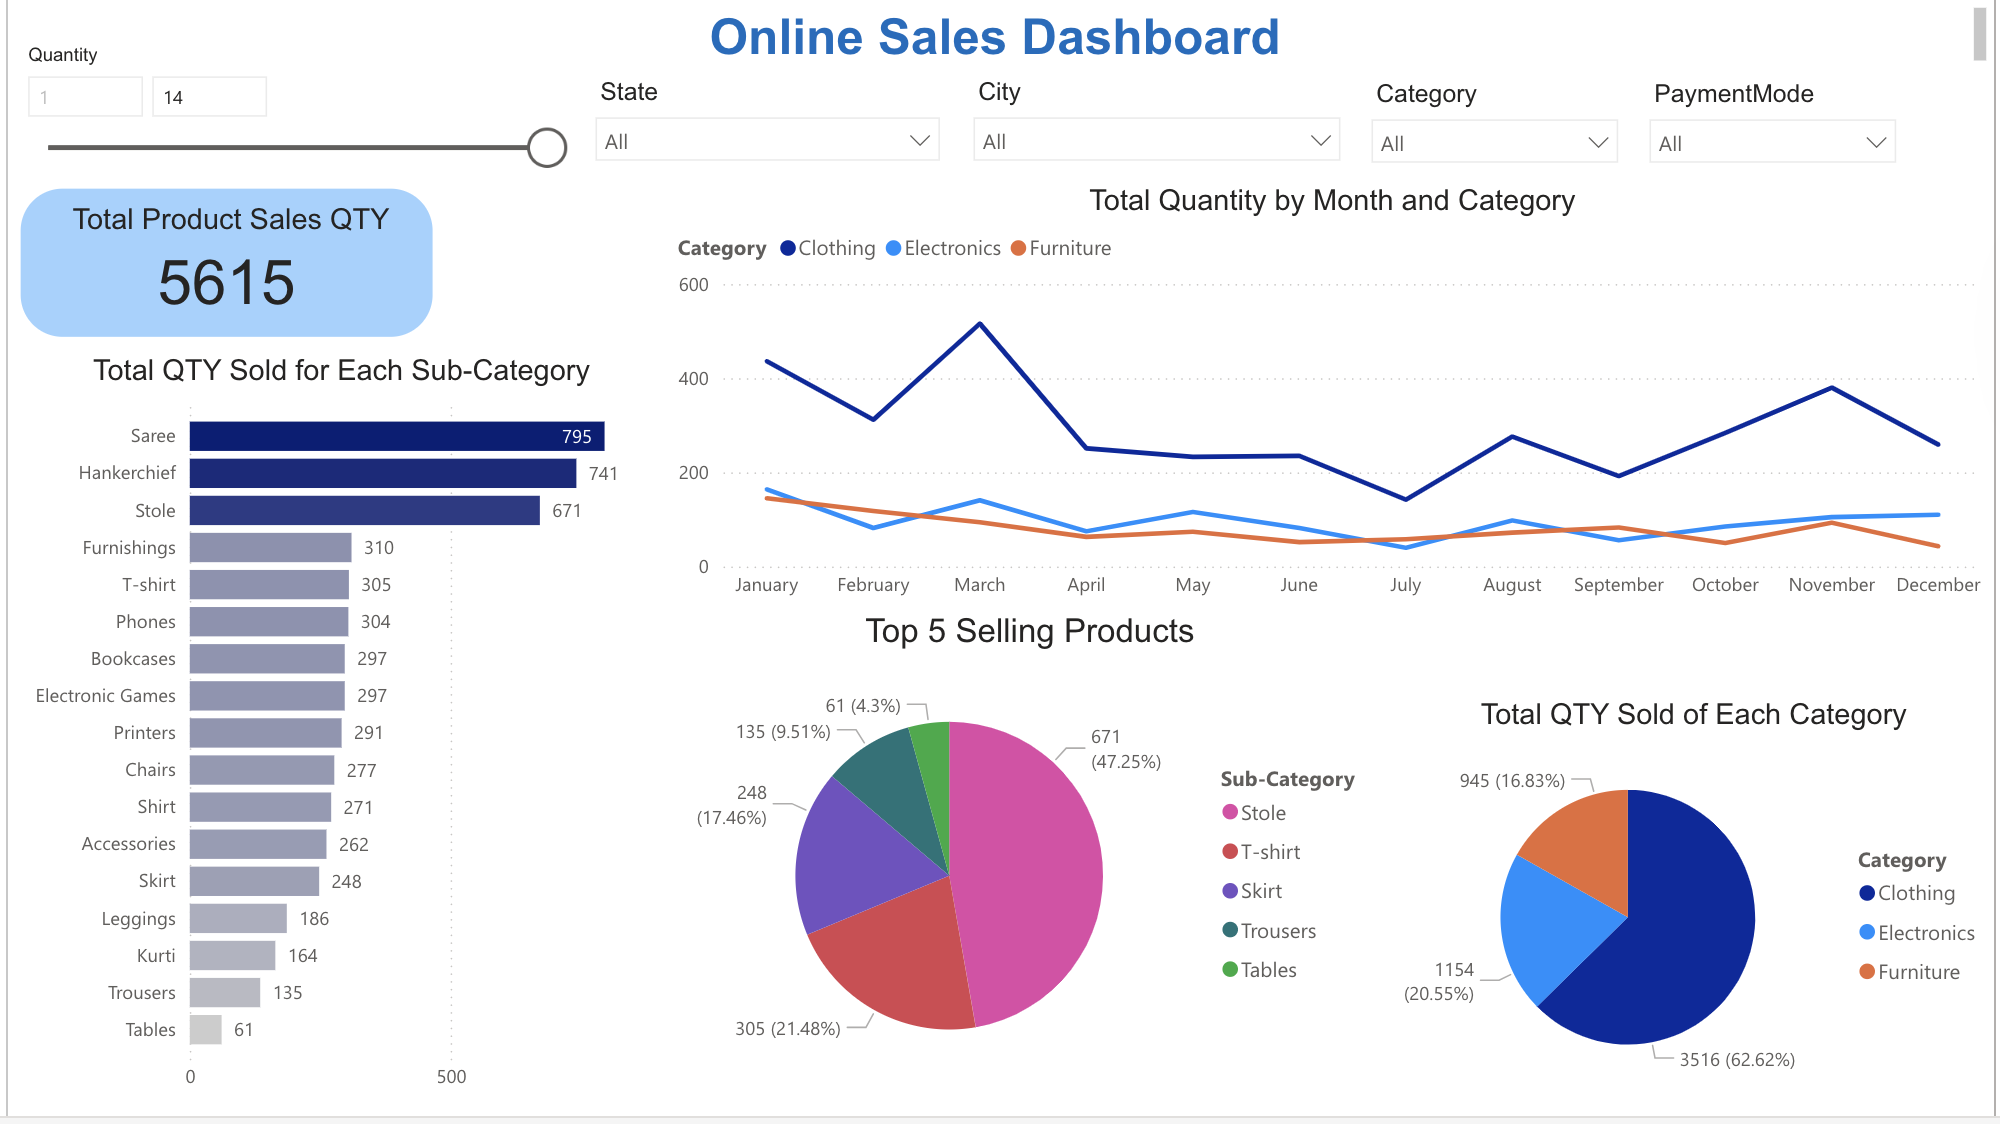 Online Sales Dashboard
Quantity
1
14
State
All
City
All
Category
All
PaymentMode
All
Total Product Sales QTY
5615
Total QTY Sold for Each Sub-Category
Saree 795
Hankerchief 741
Stole 671
Furnishings 310
T-shirt 305
Phones 304
Bookcases 297
Electronic Games 297
Printers 291
Chairs 277
Shirt 271
Accessories 262
Skirt 248
Leggings 186
Kurti 164
Trousers 135
Tables 61
0 500
Total Quantity by Month and Category
Category Clothing Electronics Furniture
600
400
200
0
January February March April May June July August September October November December
Top 5 Selling Products
61 (4.3%)
135 (9.51%)
248
(17.46%)
305 (21.48%)
671
(47.25%)
Sub-Category
Stole
T-shirt
Skirt
Trousers
Tables
Total QTY Sold of Each Category
945 (16.83%)
1154
(20.55%)
3516 (62.62%)
Category
Clothing
Electronics
Furniture